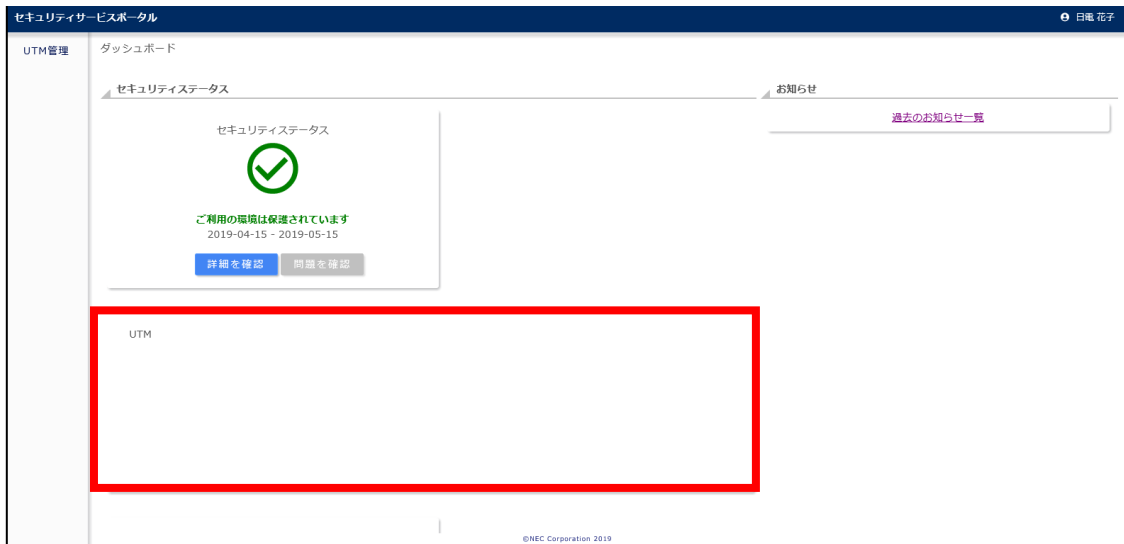 セキュリティサービスポータル
日電 花子
UTM管理
ダッシュボード
セキュリティステータス
セキュリティステータス
ご利用の環境は保護されています
2019-04-15 - 2019-05-15
詳細を確認 問題を確認
お知らせ
過去のお知らせ一覧
UTM
©NEC Corporation 2019